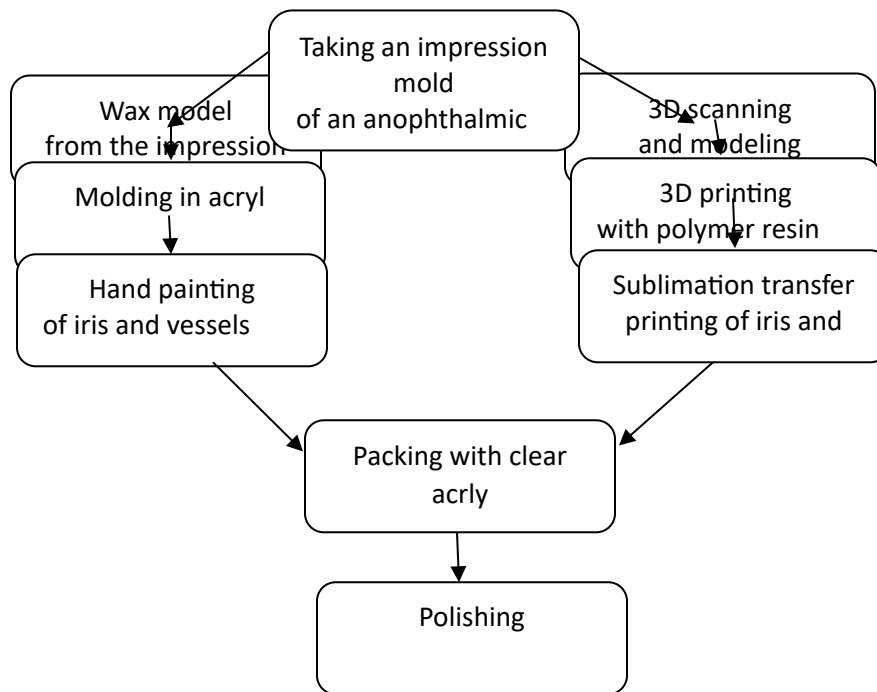 Taking an impression
mold
of an anophthalmic
Wax model
from the impression
3D scanning
and modeling
Molding in acryl
3D printing
with polymer resin
Hand painting
of iris and vessels
Sublimation transfer
printing of iris and
Packing with clear
acrly
Polishing